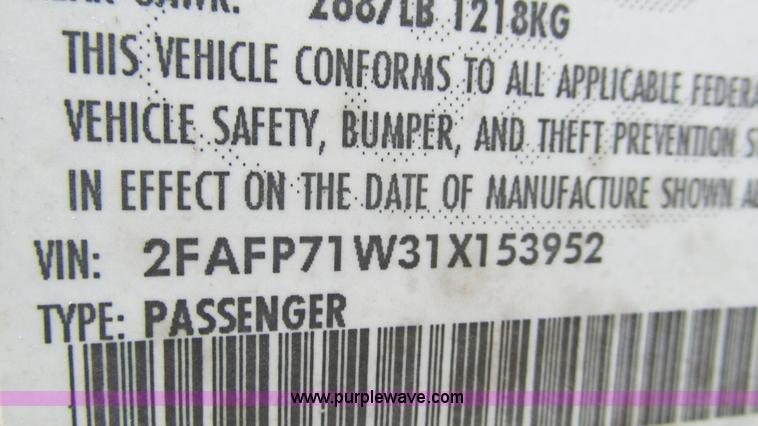 2687LB 1218KG
THIS VEHICLE CONFORMS TO ALL APPLICABLE FEDERA
VEHICLE SAFETY, BUMPER, AND THEFT PREVENTION S
IN EFFECT ON THE DATE OF MANUFACTURE SHOWN A
VIN: 2FAFP71W31X153952
TYPE: PASSENGER
www.purplewave.com